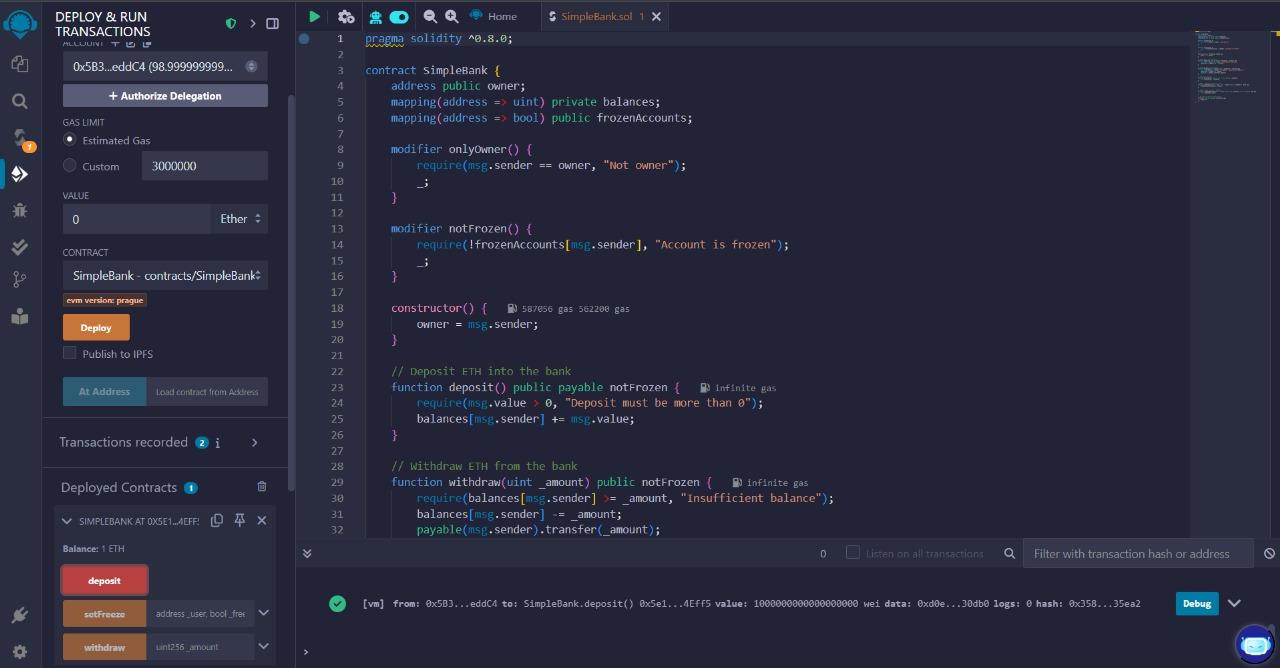 DEPLOY & RUN
TRANSACTIONS
ACCOUNT
0x5B3...eddC4 (98.9999999999...
+ Authorize Delegation
GAS LIMIT
Estimated Gas
Custom
3000000
VALUE
0
Ether
CONTRACT
SimpleBank - contracts/SimpleBank
evm version: prague
Deploy
Publish to IPFS
At Address
Load contract from Address
Transactions recorded 2 i
Deployed Contracts 1
SIMPLEBANK AT 0X5E1...4EFF5
Balance: 1 ETH
deposit
setFreeze
address _user, bool _free
withdraw
uint256 _amount
1
Home
SimpleBank.sol 1
1 pragma solidity ^0.8.0;
2
3 contract SimpleBank {
4 address public owner;
5 mapping(address => uint) private balances;
6 mapping(address => bool) public frozenAccounts;
7
8 modifier onlyOwner() {
9 require(msg.sender == owner, "Not owner");
10 _;
11 }
12
13 modifier notFrozen() {
14 require(!frozenAccounts[msg.sender], "Account is frozen");
15 _;
16 }
17
18 constructor() { 587056 gas 562200 gas
19 owner = msg.sender;
20 }
21
22 // Deposit ETH into the bank
23 function deposit() public payable notFrozen { infinite gas
24 require(msg.value > 0, "Deposit must be more than 0");
25 balances[msg.sender] += msg.value;
26 }
27
28 // Withdraw ETH from the bank
29 function withdraw(uint _amount) public notFrozen { infinite gas
30 require(balances[msg.sender] >= _amount, "Insufficient balance");
31 balances[msg.sender] -= _amount;
32 payable(msg.sender).transfer(_amount);
0
Listen on all transactions
Filter with transaction hash or address
[vm] from: 0x5B3...eddC4 to: SimpleBank.deposit() 0x5e1...4Eff5 value: 1000000000000000000 wei data: 0xd0e...30db0 logs: 0 hash: 0x358...35ea2
Debug
>